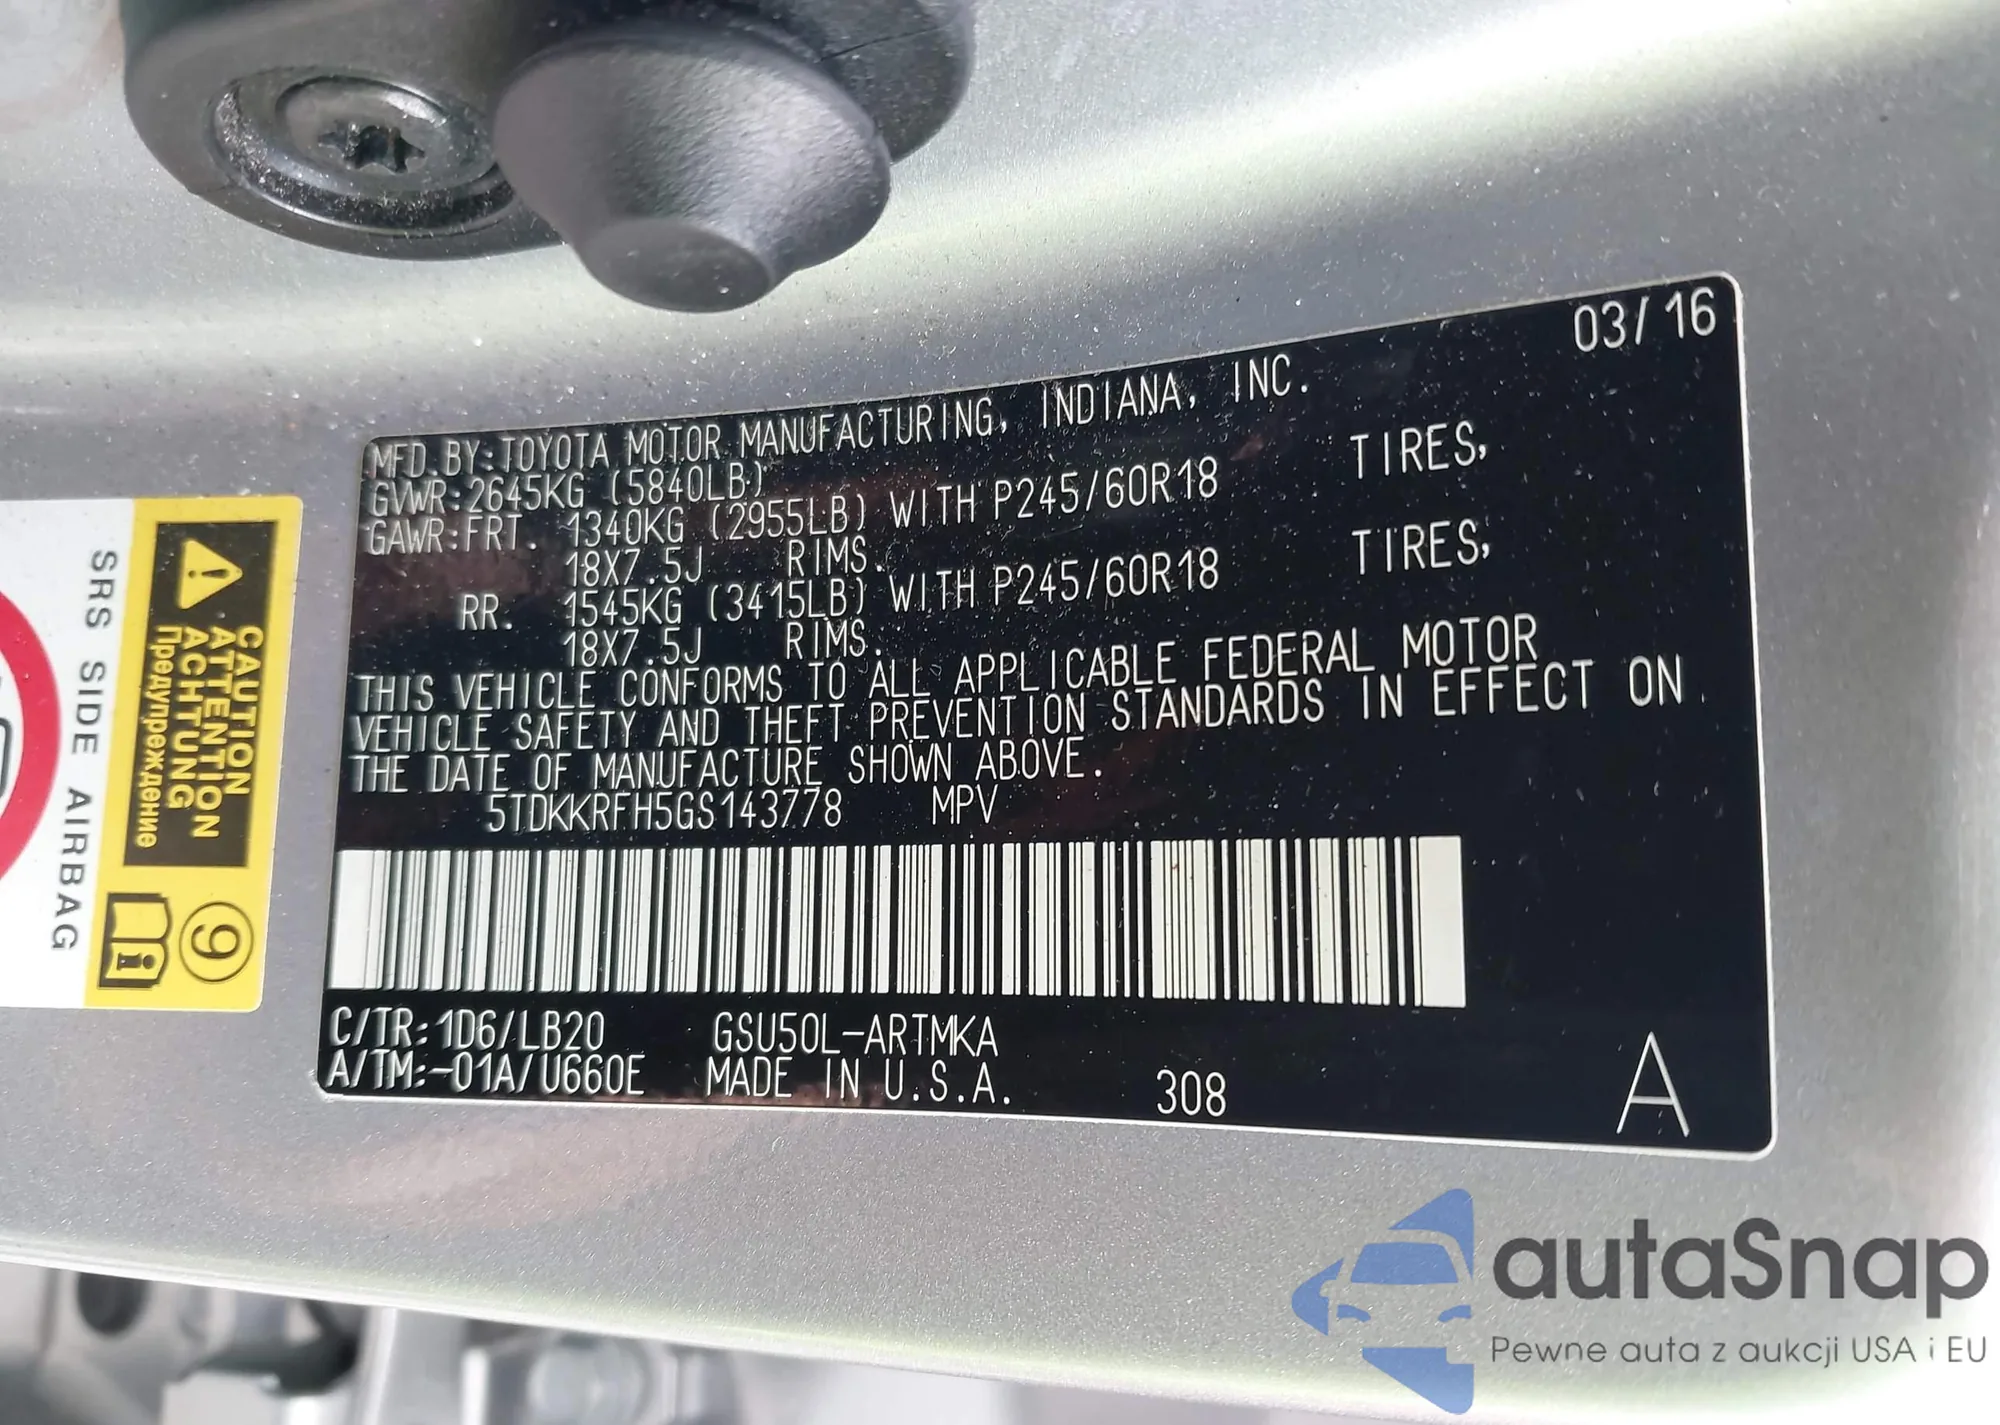 03/16
MFD.BY:TOYOTA MOTOR MANUFACTURING, INDIANA, INC.
GVWR:2645KG (5840LB)
GAWR:FRT. 1340KG (2955LB) WITH P245/60R18 TIRES,
18X7.5J RIMS.
RR. 1545KG (3415LB) WITH P245/60R18 TIRES,
18X7.5J RIMS.
THIS VEHICLE CONFORMS TO ALL APPLICABLE FEDERAL MOTOR
VEHICLE SAFETY AND THEFT PREVENTION STANDARDS IN EFFECT ON
THE DATE OF MANUFACTURE SHOWN ABOVE.
5TDKKRFH5GS143778 MPV
C/TR:1D6/LB20 GSU50L-ARTMKA
A/TM:-01A/U660E MADE IN U.S.A. 308 A
CAUTION
ATTENTION
ACHTUNG
Предупреждение
9
SRS SIDE AIRBAG
autaSnap
Pewne auta z aukcji USA i EU